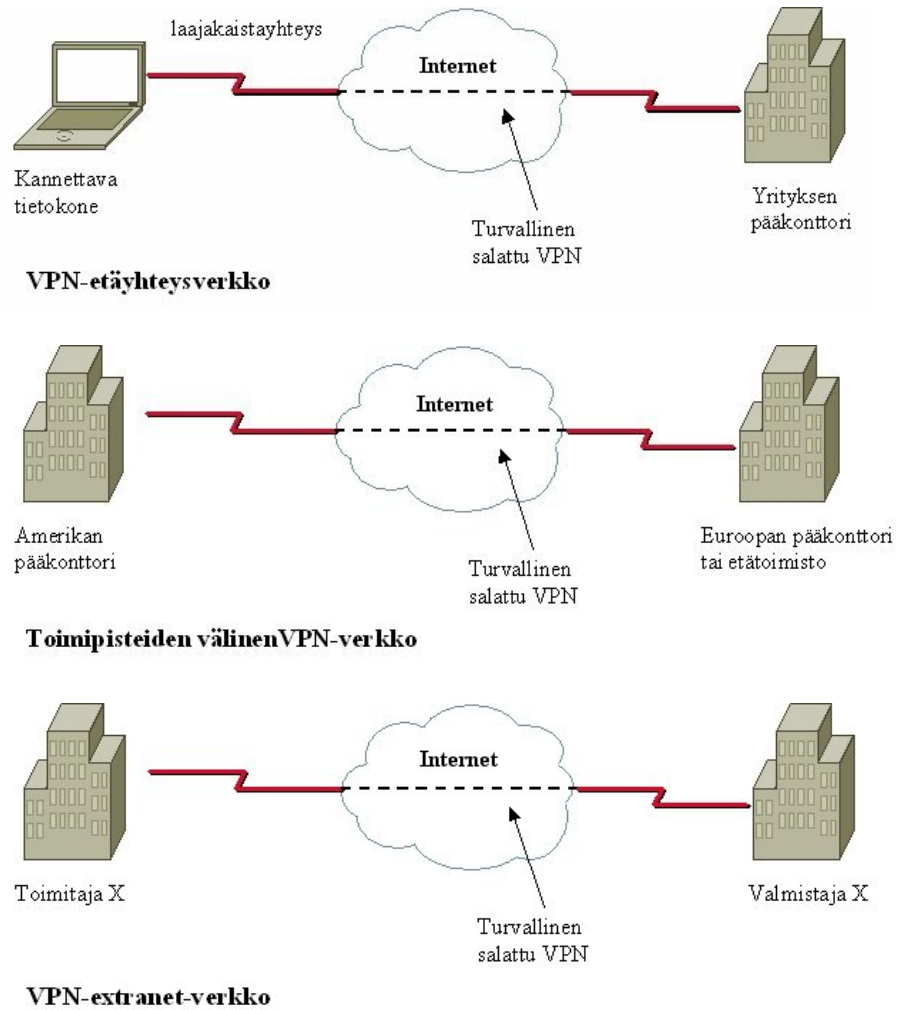 laajakaistayhteys
Internet
Kannettava
tietokone
Turvallinen
salattu VPN
Yrityksen
pääkonttori
VPN-etäyhteysverkko
Internet
Amerikan
pääkonttori
Turvallinen
salattu VPN
Euroopan pääkonttori
tai etätoimisto
Toimipisteiden välinenVPN-verkko
Internet
Toimitaja X
Valmistaja X
Turvallinen
salattu VPN
VPN-extranet-verkko